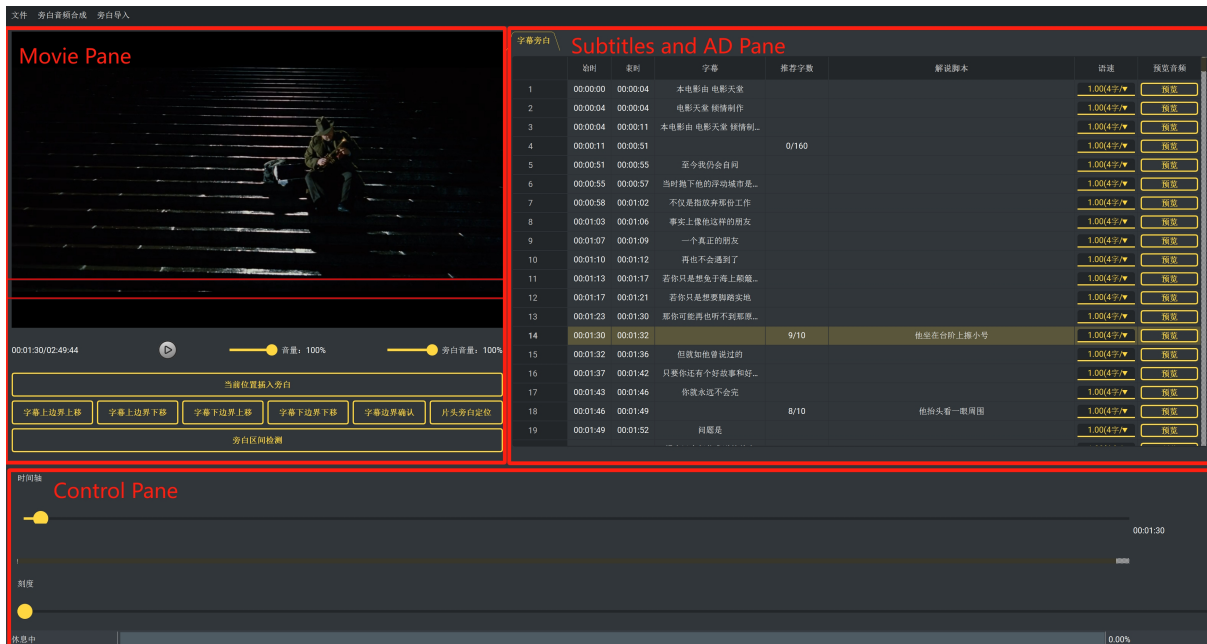 文件 旁白音频合成 旁白导入
Movie Pane
00:01:30/02:49:44 音量：100% 旁白音量：100%
当前位置插入旁白
字幕上边界上移 字幕上边界下移 字幕下边界上移 字幕下边界下移 字幕边界确认 片头旁白定位
旁白区间检测
字幕旁白
Subtitles and AD Pane
始时 束时 字幕 推荐字数 解说脚本 语速 预览音频
1 00:00:00 00:00:04 本电影由 电影天堂 1.00(4字/▼ 预览
2 00:00:04 00:00:04 电影天堂 倾情制作 1.00(4字/▼ 预览
3 00:00:04 00:00:11 本电影由 电影天堂 倾情制... 1.00(4字/▼ 预览
4 00:00:11 00:00:51 0/160 1.00(4字/▼ 预览
5 00:00:51 00:00:55 至今我仍会自问 1.00(4字/▼ 预览
6 00:00:55 00:00:57 当时抛下他的浮动城市是... 1.00(4字/▼ 预览
7 00:00:58 00:01:02 不仅是指放弃那份工作 1.00(4字/▼ 预览
8 00:01:03 00:01:06 事实上像他这样的朋友 1.00(4字/▼ 预览
9 00:01:07 00:01:09 一个真正的朋友 1.00(4字/▼ 预览
10 00:01:10 00:01:12 再也不会遇到了 1.00(4字/▼ 预览
11 00:01:13 00:01:17 若你只是想免于海上颠簸... 1.00(4字/▼ 预览
12 00:01:17 00:01:21 若你只是想要脚踏实地 1.00(4字/▼ 预览
13 00:01:23 00:01:30 那你可能再也听不到那原... 1.00(4字/▼ 预览
14 00:01:30 00:01:32 9/10 他坐在台阶上擦小号 1.00(4字/▼ 预览
15 00:01:32 00:01:36 但就如他曾说过的 1.00(4字/▼ 预览
16 00:01:37 00:01:42 只要你还有个好故事和好... 1.00(4字/▼ 预览
17 00:01:43 00:01:46 你就永远不会完 1.00(4字/▼ 预览
18 00:01:46 00:01:49 8/10 他抬头看一眼周围 1.00(4字/▼ 预览
19 00:01:49 00:01:52 问题是 1.00(4字/▼ 预览
时间轴
Control Pane
00:01:30
刻度
休息中 0.00%